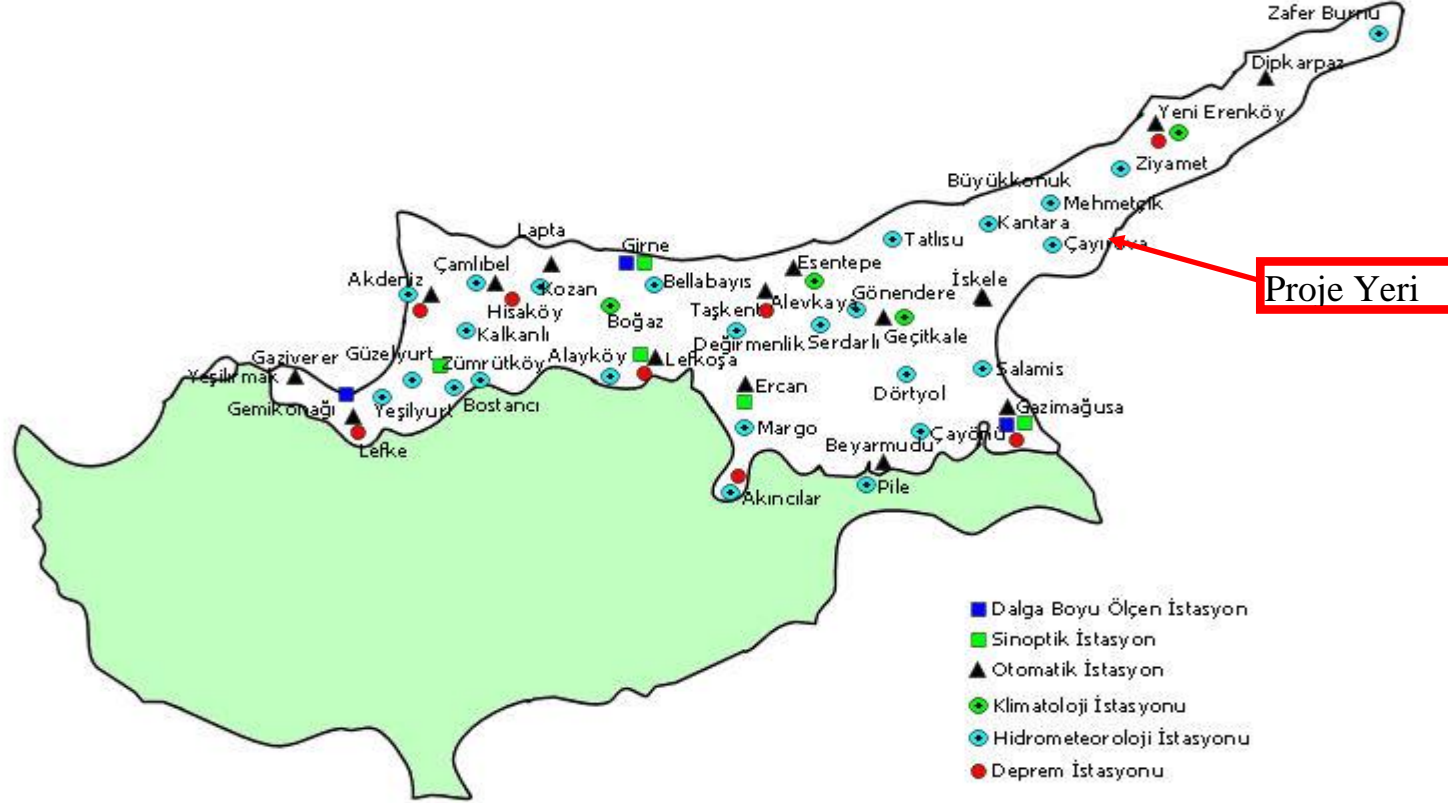 Zafer Burnu
Dipkarpaz
Yeni Erenköy
Ziyamet
Büyükkonuk
Mehmetçik
Kantara
Tatlısu
Çayırova
Lapta
Girne
Çamlıbel
Esentepe
Akdeniz
Kozan
Bellabayıs
Gönendere
İskele
Proje Yeri
Hisaköy
Boğaz
Taşkent
Alevkaya
Kalkanlı
Değirmenlik
Serdarlı
Geçitkale
Gaziverer
Güzelyurt
Zümrütköy
Alayköy
Lefkoşa
Yeşilırmak
Salamis
Ercan
Dörtyol
Gemikonağı
Yeşilyurt
Bostancı
Gazimağusa
Margo
Çayönü
Lefke
Beyarmudu
Akıncılar
Pile
Dalga Boyu Ölçen İstasyon
Sinoptik İstasyon
Otomatik İstasyon
Klimatoloji İstasyonu
Hidrometeoroloji İstasyonu
Deprem İstasyonu